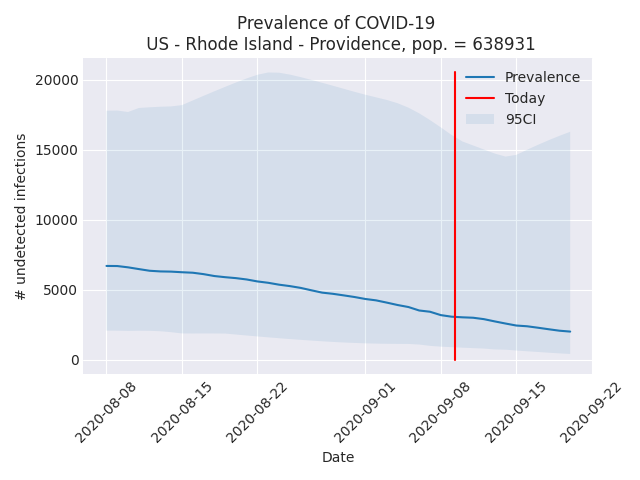 Prevalence of COVID-19
US - Rhode Island - Providence, pop. = 638931
Prevalence
Today
95CI
# undetected infections
20000
15000
10000
5000
0
2020-08-08
2020-08-15
2020-08-22
2020-09-01
2020-09-08
2020-09-15
2020-09-22
Date